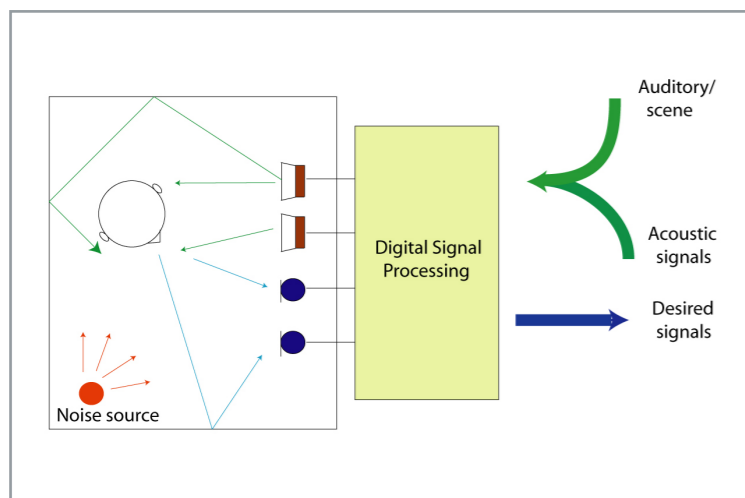 Auditory/
scene
Digital Signal
Processing
Acoustic
signals
Desired
signals
Noise source